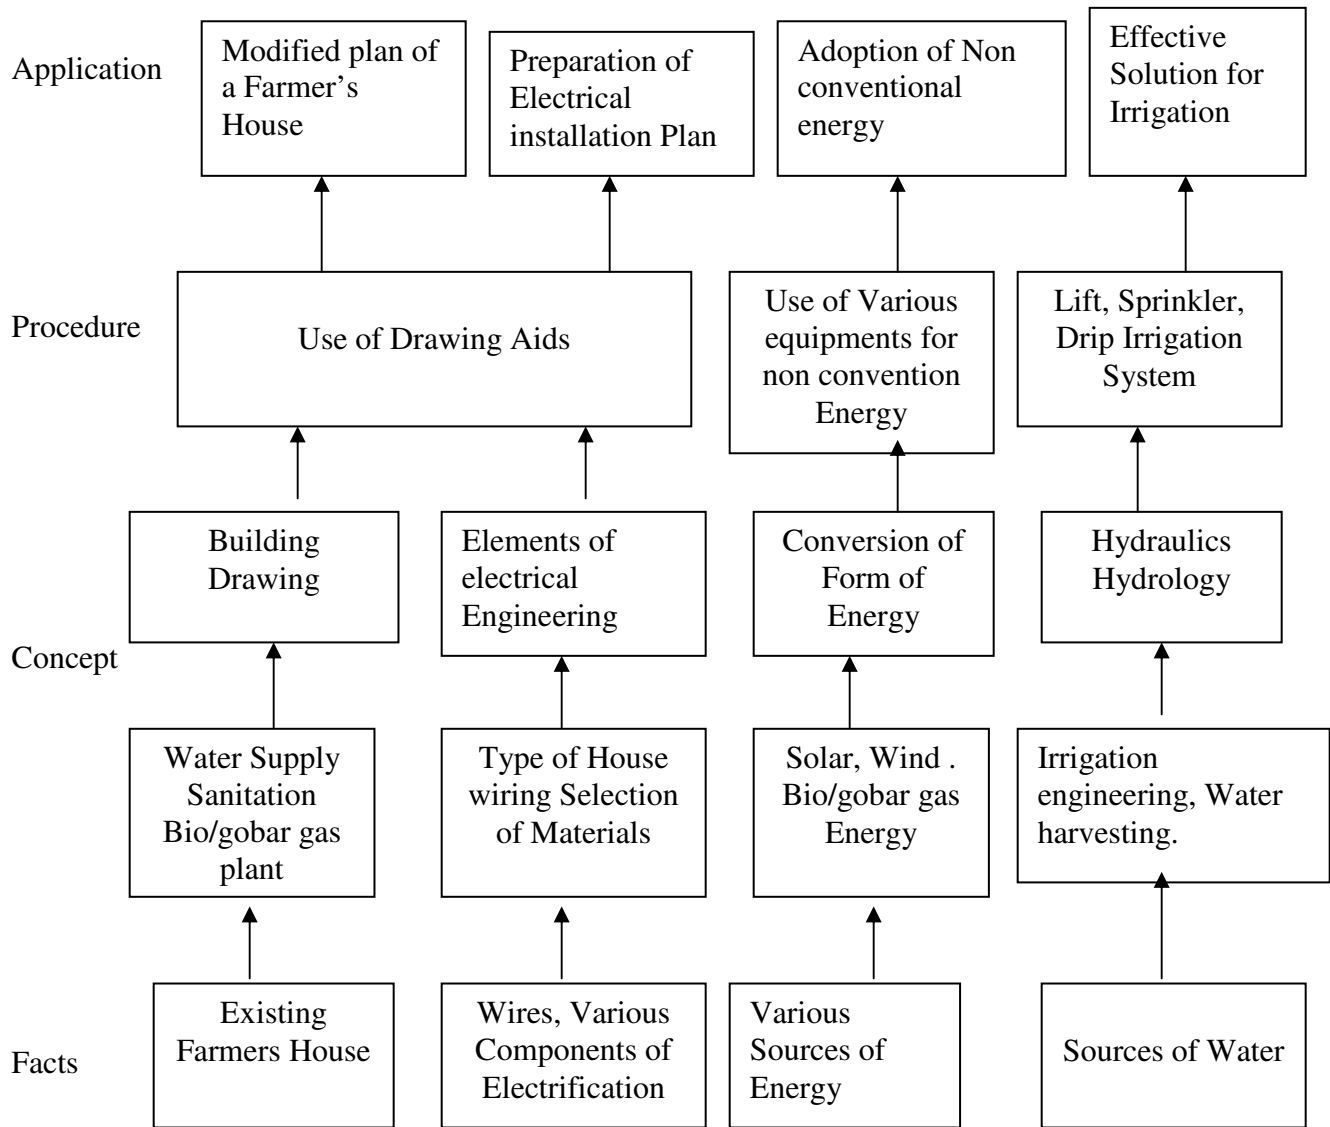 Application
Modified plan of
a Farmer’s
House
Preparation of
Electrical
installation Plan
Adoption of Non
conventional
energy
Effective
Solution for
Irrigation
Procedure
Use of Drawing Aids
Use of Various
equipments for
non convention
Energy
Lift, Sprinkler,
Drip Irrigation
System
Concept
Building
Drawing
Elements of
electrical
Engineering
Conversion of
Form of
Energy
Hydraulics
Hydrology
Water Supply
Sanitation
Bio/gobar gas
plant
Type of House
wiring Selection
of Materials
Solar, Wind .
Bio/gobar gas
Energy
Irrigation
engineering, Water
harvesting.
Facts
Existing
Farmers House
Wires, Various
Components of
Electrification
Various
Sources of
Energy
Sources of Water